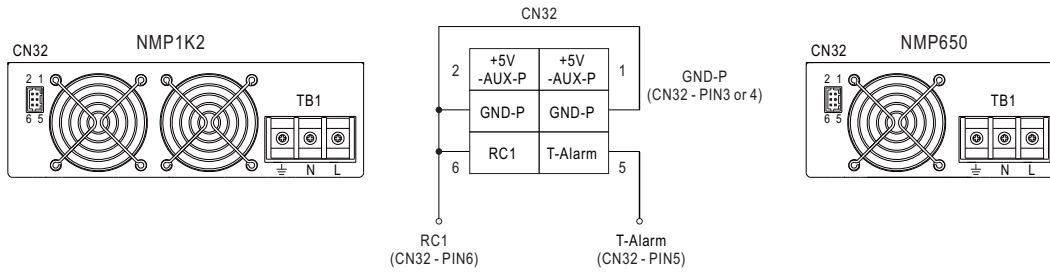 CN32
NMP1K2
CN32
2 1
6 5
TB1
N L
CN32
2
+5V
-AUX-P
+5V
-AUX-P
1
GND-P
GND-P
6
RC1
T-Alarm
5
GND-P
(CN32 - PIN3 or 4)
RC1
(CN32 - PIN6)
T-Alarm
(CN32 - PIN5)
NMP650
CN32
2 1
6 5
TB1
N L